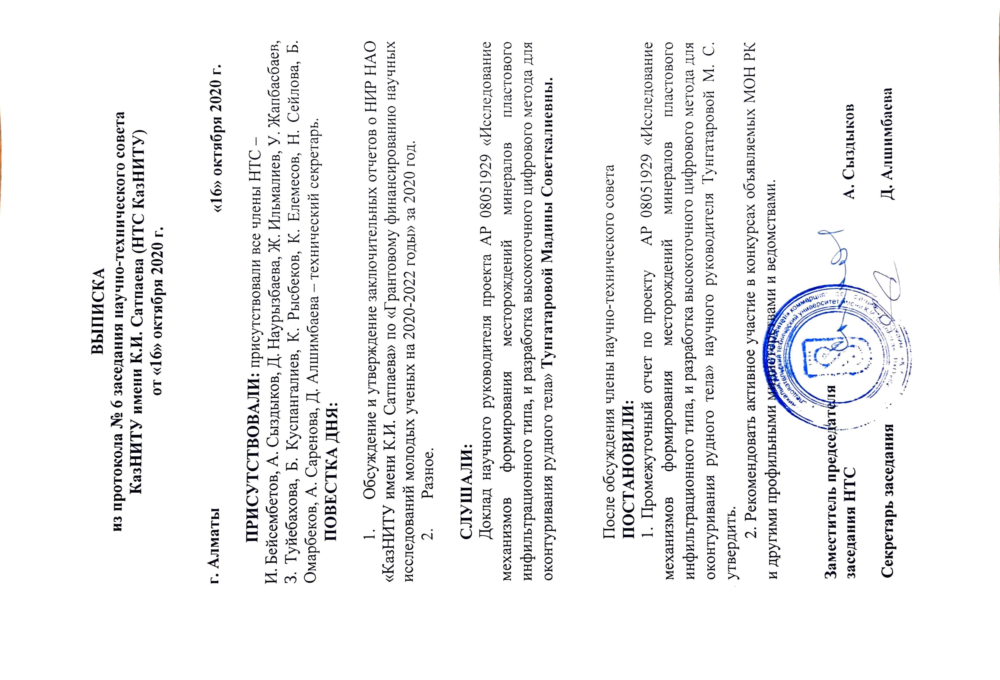 ВЫПИСКА
из протокола № 6 заседания научно-технического совета
КазНИТУ имени К.И. Сатпаева (НТС КазНИТУ)
от «16» октября 2020 г.
г. Алматы «16» октября 2020 г.
ПРИСУТСТВОВАЛИ: присутствовали все члены НТС –
И. Бейсембетов, А. Сыздыков, Д. Наурызбаева, Ж. Ильмалиев, У. Жапбасбаев,
З. Туйебахова, Б. Куспангалиев, К. Рысбеков, К. Елемесов, Н. Сейлова, Б.
Омарбеков, А. Саренова, Д. Алшимбаева – технический секретарь.
ПОВЕСТКА ДНЯ:
1. Обсуждение и утверждение заключительных отчетов о НИР НАО
«КазНИТУ имени К.И. Сатпаева» по «Грантовому финансированию научных
исследований молодых ученых на 2020-2022 годы» за 2020 год.
2. Разное.
СЛУШАЛИ:
Доклад научного руководителя проекта АР 08051929 «Исследование
механизмов формирования месторождений минералов пластового
инфильтрационного типа, и разработка высокоточного цифрового метода для
оконтуривания рудного тела» Тунгатаровой Мадины Советкалиевны.
После обсуждения члены научно-технического совета
ПОСТАНОВИЛИ:
1. Промежуточный отчет по проекту АР 08051929 «Исследование
механизмов формирования месторождений минералов пластового
инфильтрационного типа, и разработка высокоточного цифрового метода для
оконтуривания рудного тела» научного руководителя Тунгатаровой М. С.
утвердить.
2. Рекомендовать активное участие в конкурсах объявляемых МОН РК
и другими профильными министерствами и ведомствами.
Заместитель председателя
заседания НТС А. Сыздыков
Секретарь заседания Д. Алшимбаева
технический университет имени К.И.
коммерция
1934